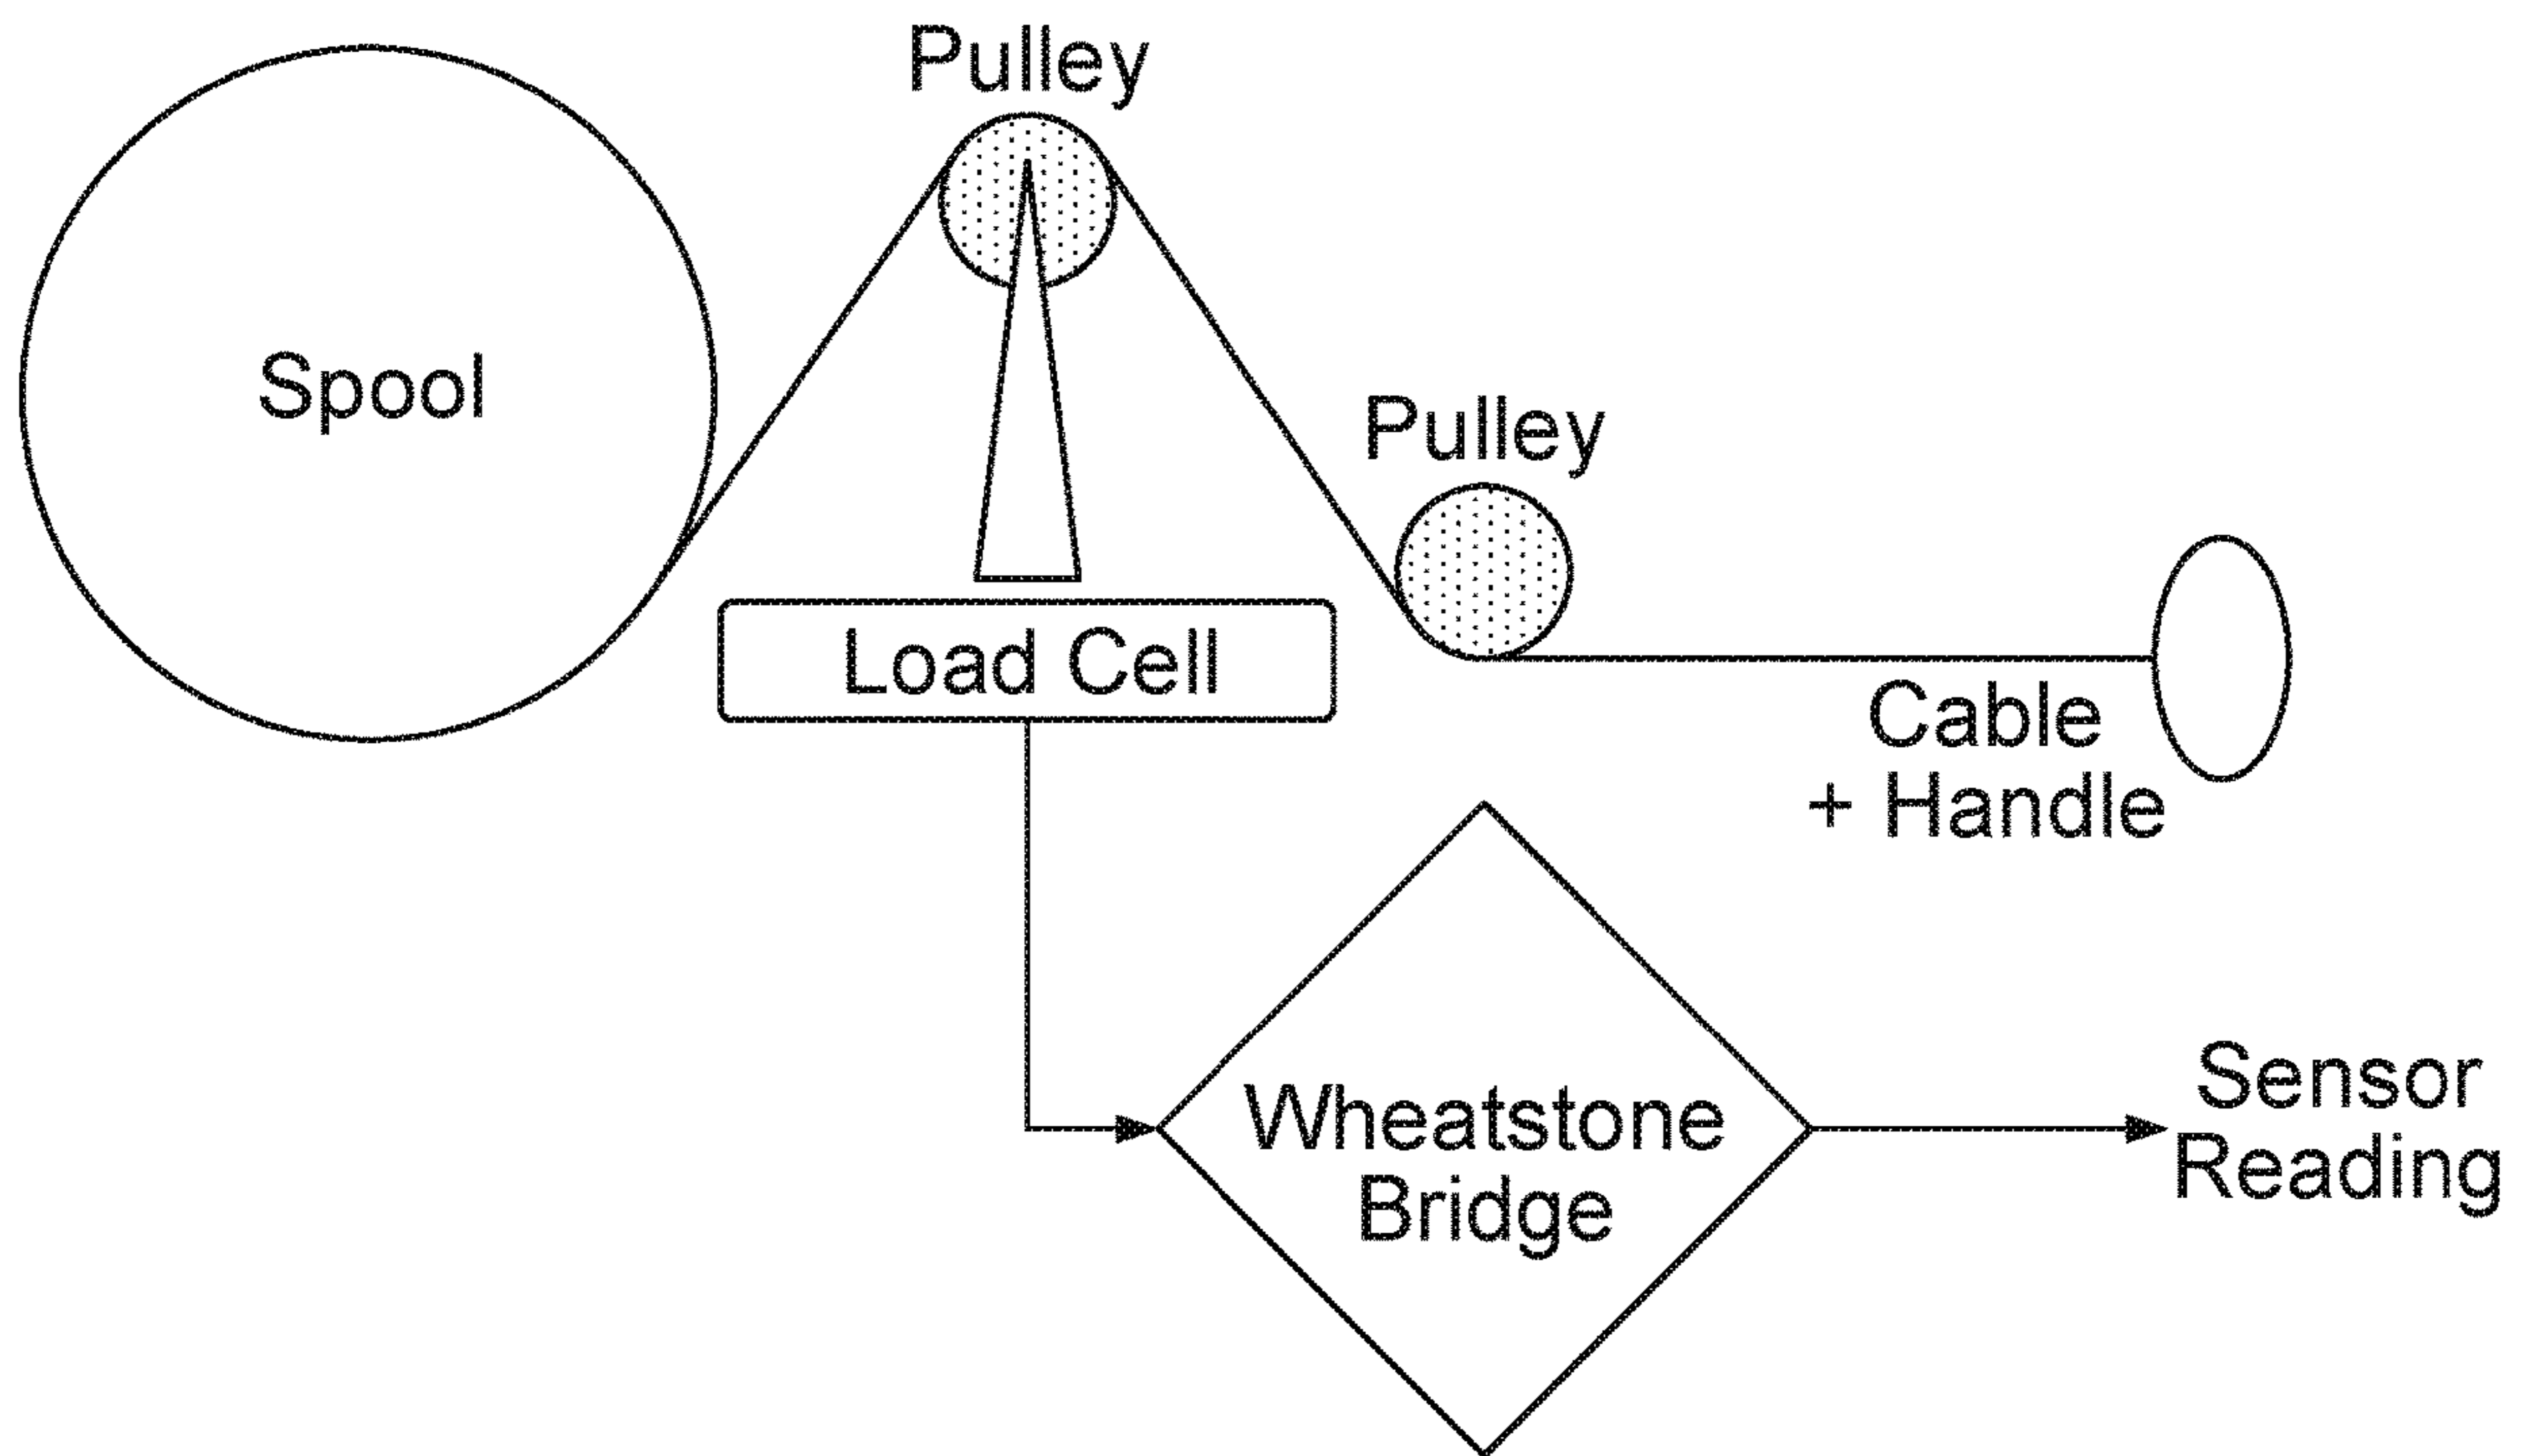 Pulley
Spool
Pulley
Load Cell
Cable
+ Handle
Wheatstone
Bridge
Sensor
Reading